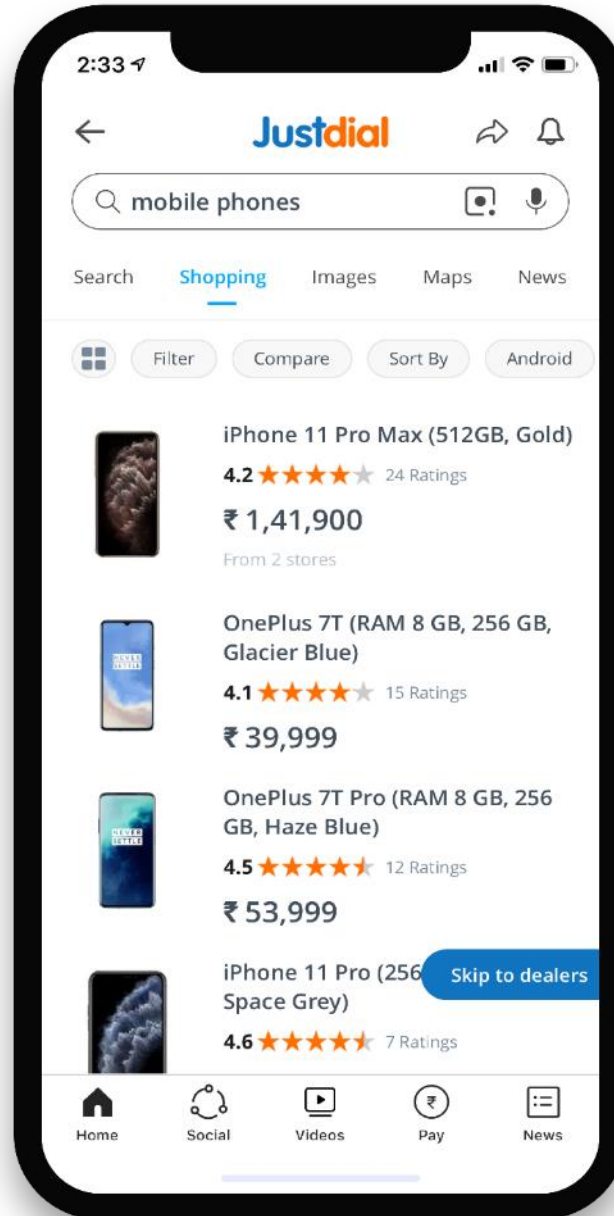 2:33
Justdial
mobile phones
Search Shopping Images Maps News
Filter Compare Sort By Android
iPhone 11 Pro Max (512GB, Gold)
4.2 24 Ratings
₹ 1,41,900
From 2 stores
OnePlus 7T (RAM 8 GB, 256 GB,
Glacier Blue)
4.1 15 Ratings
₹ 39,999
OnePlus 7T Pro (RAM 8 GB, 256
GB, Haze Blue)
4.5 12 Ratings
₹ 53,999
iPhone 11 Pro (256
Skip to dealers
Space Grey)
4.6 7 Ratings
Home Social Videos Pay News
NEVER
SETTLE